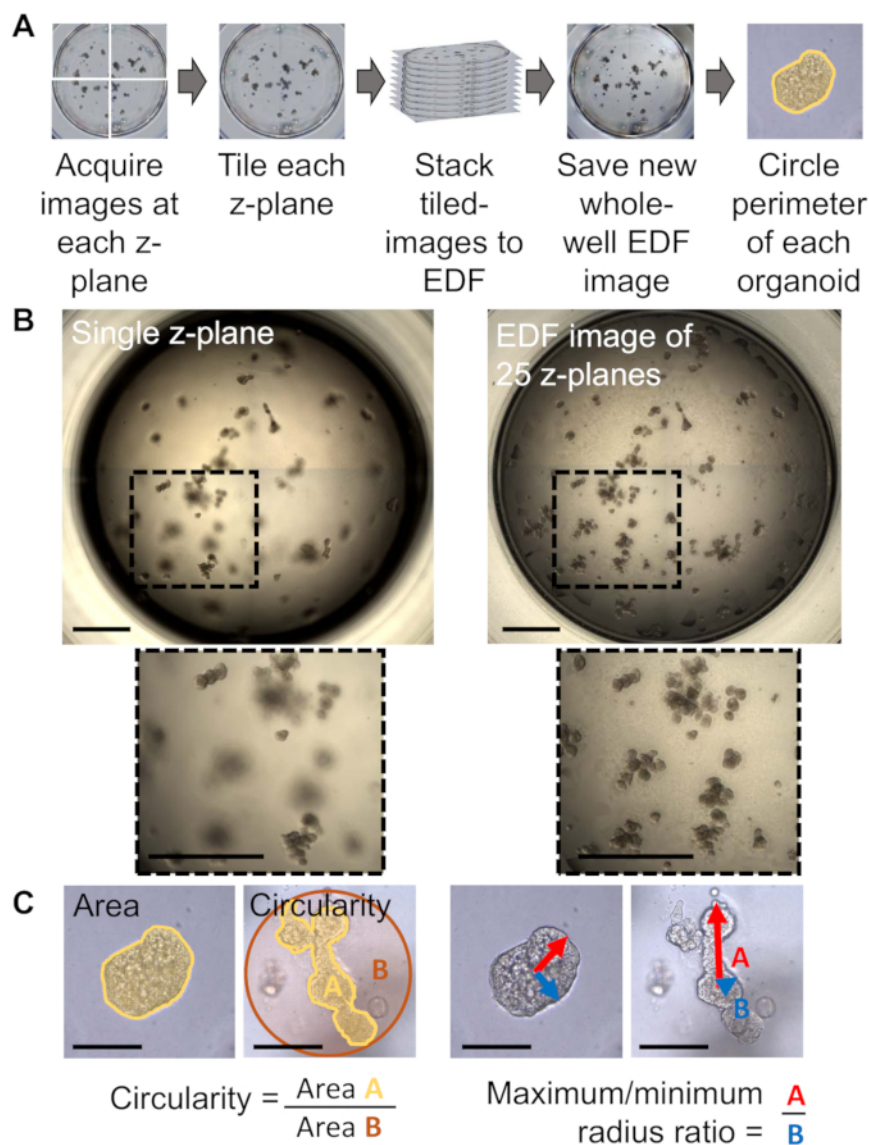 A
Acquire
images at
each z-
plane
Tile each
z-plane
Stack
tiled-
images to
EDF
Save new
whole-
well EDF
image
Circle
perimeter
of each
organoid
B
Single z-plane
EDF image of
25 z-planes
C
Area
Circularity
A
B
A
B
Circularity = Area A
Area B
Maximum/minimum
radius ratio = A
B